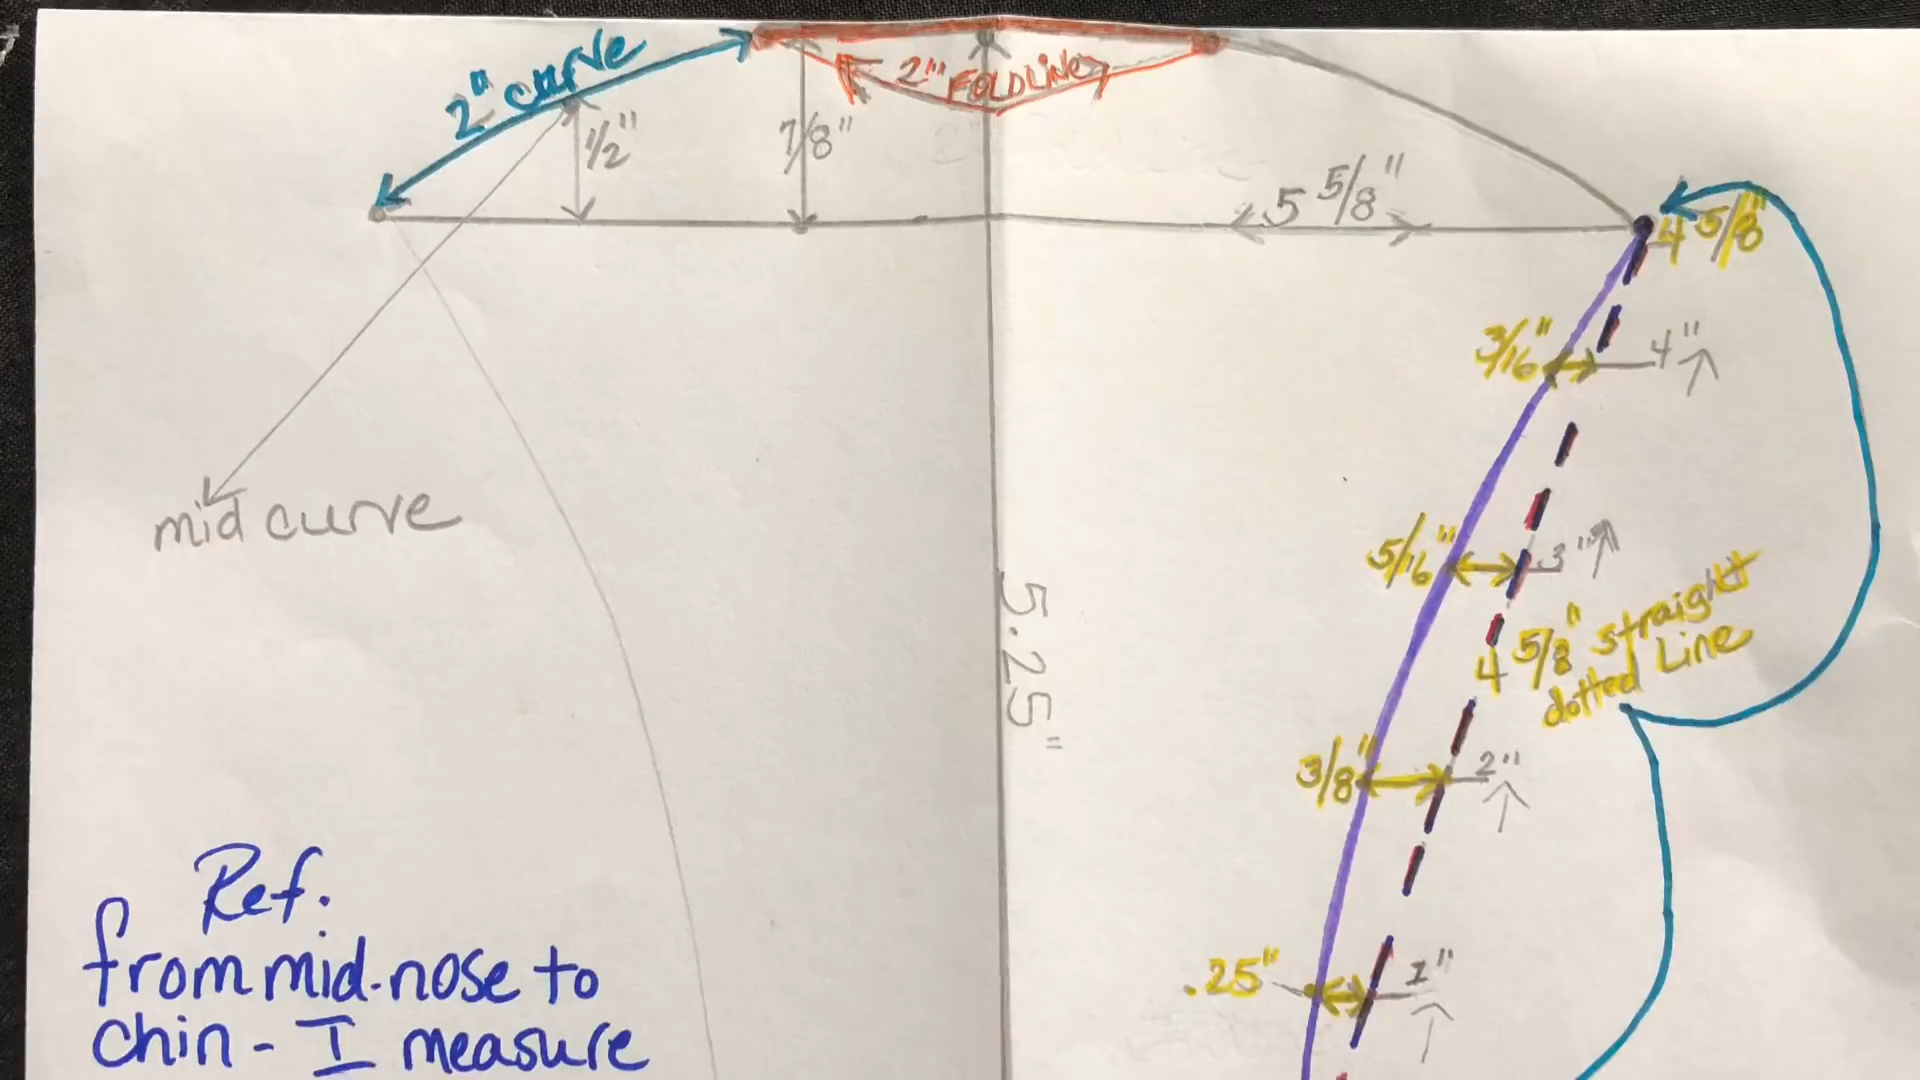 2" curve
2" FOLDLINE
1/2"
7/8"
5 5/8"
4 5/8"
3/16"
4"
mid curve
5/16"
3"
4 5/8" straight
dotted Line
5.25"
3/8"
2"
Ref.
from mid-nose to
chin - I measure
.25"
1"